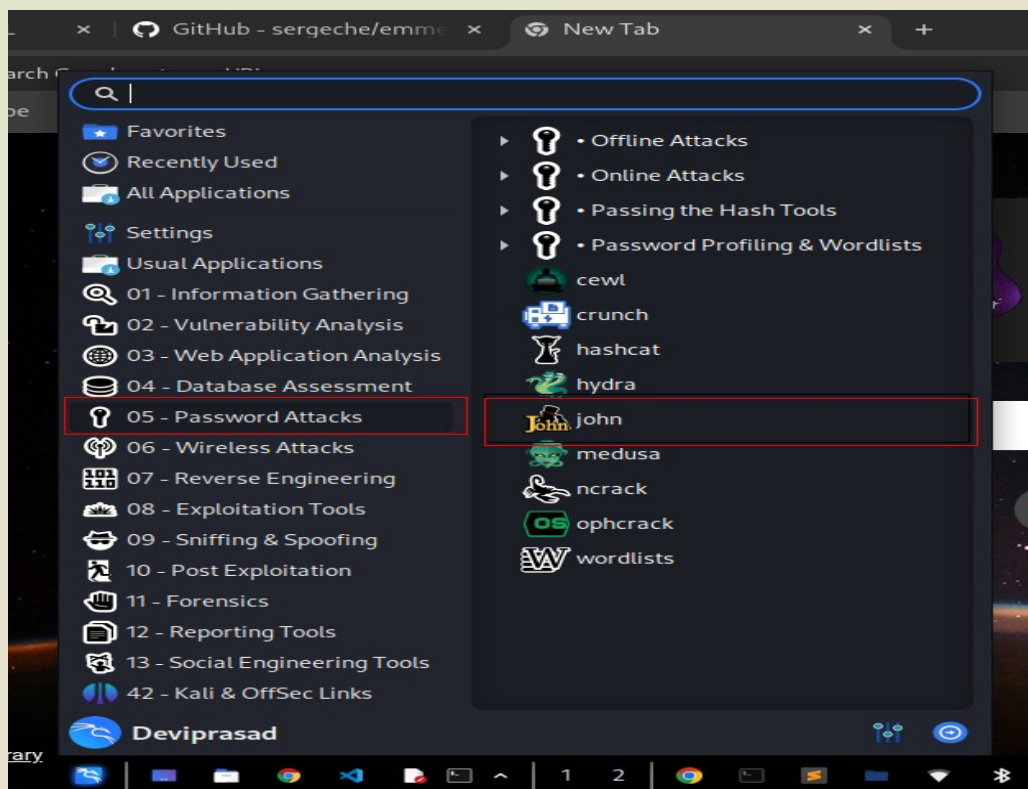 GitHub - sergeche/emme
New Tab
arch
Favorites
Recently Used
All Applications
Settings
Usual Applications
01 - Information Gathering
02 - Vulnerability Analysis
03 - Web Application Analysis
04 - Database Assessment
05 - Password Attacks
06 - Wireless Attacks
07 - Reverse Engineering
08 - Exploitation Tools
09 - Sniffing & Spoofing
10 - Post Exploitation
11 - Forensics
12 - Reporting Tools
13 - Social Engineering Tools
42 - Kali & OffSec Links
• Offline Attacks
• Online Attacks
• Passing the Hash Tools
• Password Profiling & Wordlists
cewl
crunch
hashcat
hydra
John
john
medusa
ncrack
OS
ophcrack
W
wordlists
Deviprasad
rary
1 2